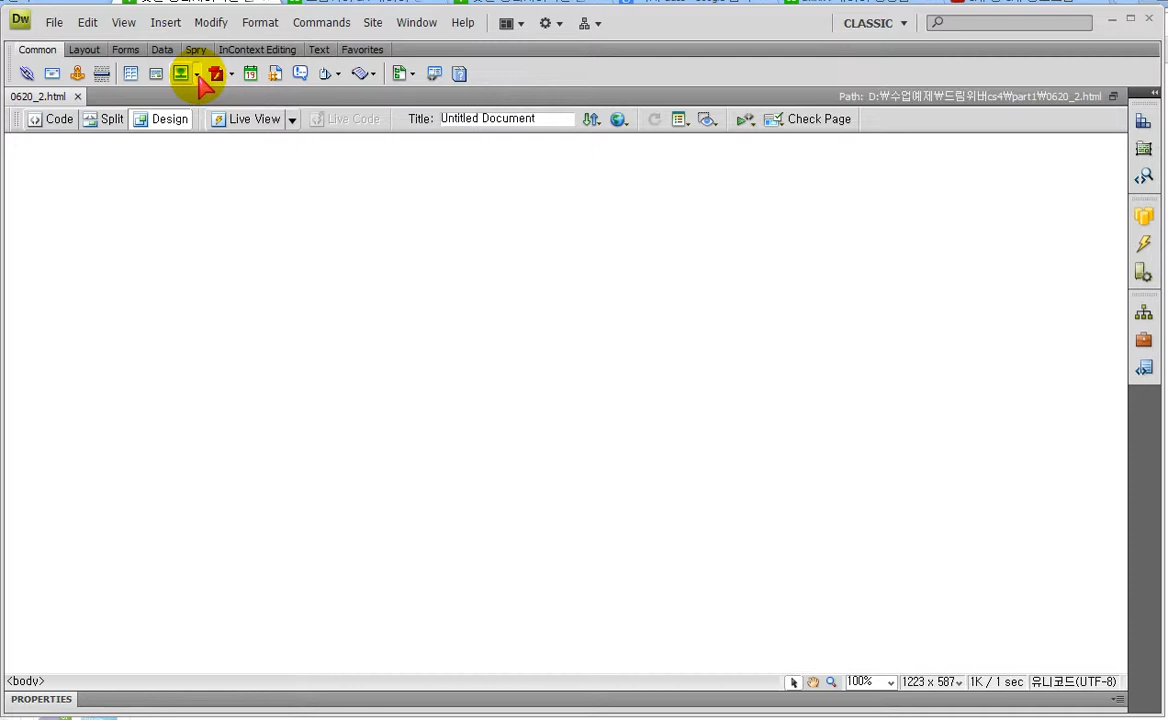 Dw File Edit View Insert Modify Format Commands Site Window Help CLASSIC
Common Layout Forms Data Spry InContext Editing Text Favorites
19
0620_2.html Path: D:₩수업예제₩드림위버cs4₩part1₩0620_2.html
Code Split Design Live View Live Code Title: Untitled Document Check Page
<body> 100% 1223 x 587 1K / 1 sec 유니코드(UTF-8)
PROPERTIES